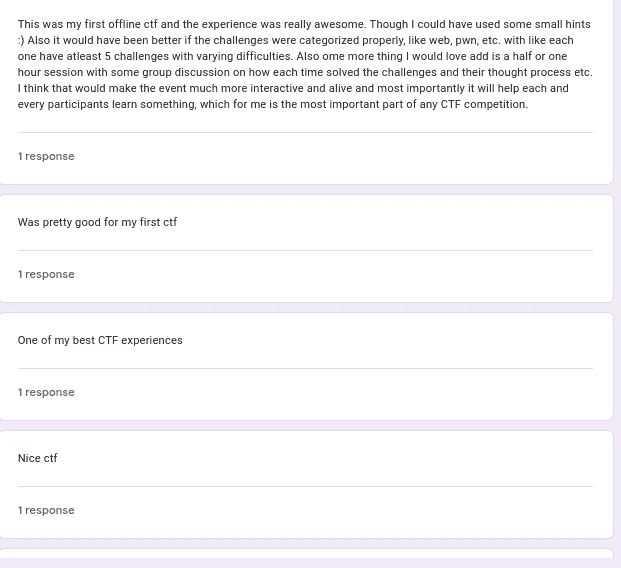 This was my first offline ctf and the experience was really awesome. Though I could have used some small hints
:) Also it would have been better if the challenges were categorized properly, like web, pwn, etc. with like each
one have atleast 5 challenges with varying difficulties. Also ome more thing I would love add is a half or one
hour session with some group discussion on how each time solved the challenges and their thought process etc.
I think that would make the event much more interactive and alive and most importantly it will help each and
every participants learn something, which for me is the most important part of any CTF competition.
1 response
Was pretty good for my first ctf
1 response
One of my best CTF experiences
1 response
Nice ctf
1 response